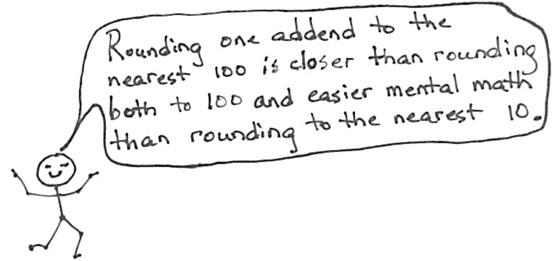 Rounding one addend to the
nearest 100 is closer than rounding
both to 100 and easier mental math
than rounding to the nearest 10.